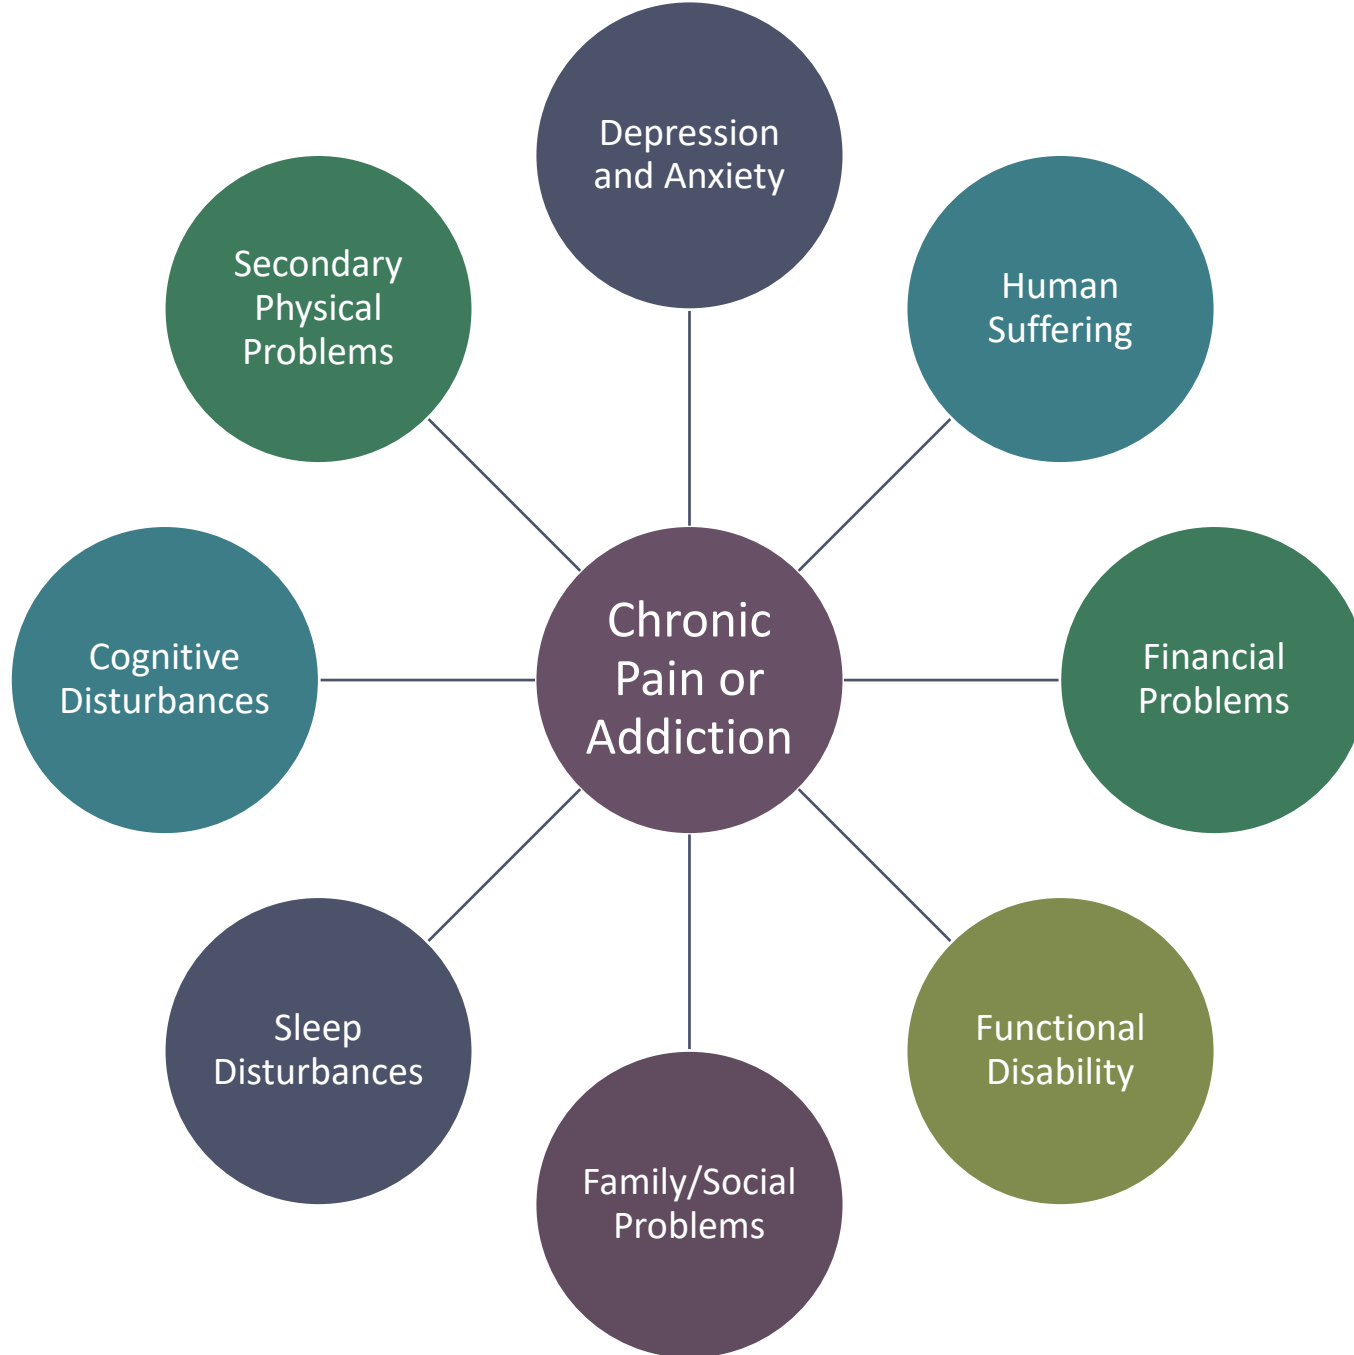 Depression
and Anxiety
Human
Suffering
Financial
Problems
Functional
Disability
Family/Social
Problems
Sleep
Disturbances
Cognitive
Disturbances
Secondary
Physical
Problems
Chronic
Pain or
Addiction